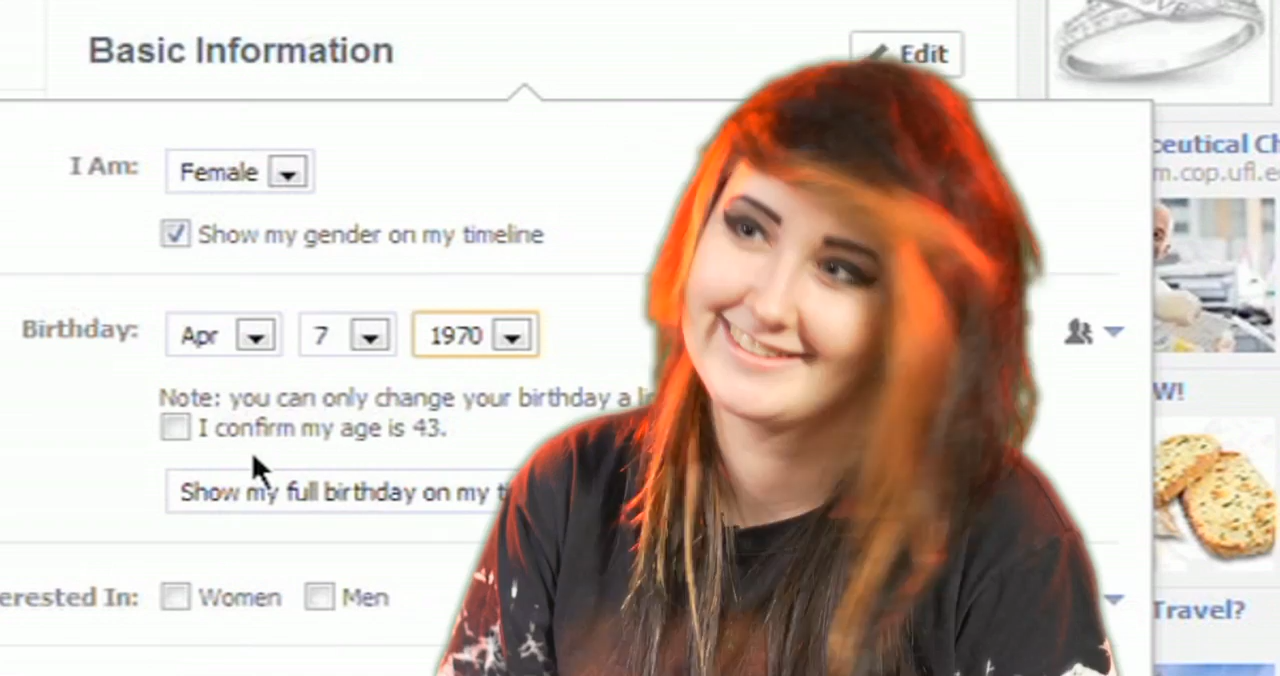 Basic Information
Edit
I Am:
Female
Show my gender on my timeline
Birthday:
Apr
7
1970
Note: you can only change your birthday a
I confirm my age is 43.
Show my full birthday on my
erested In:
Women
Men
ceutical Ch
m.cop.ufl.e
W!
Travel?